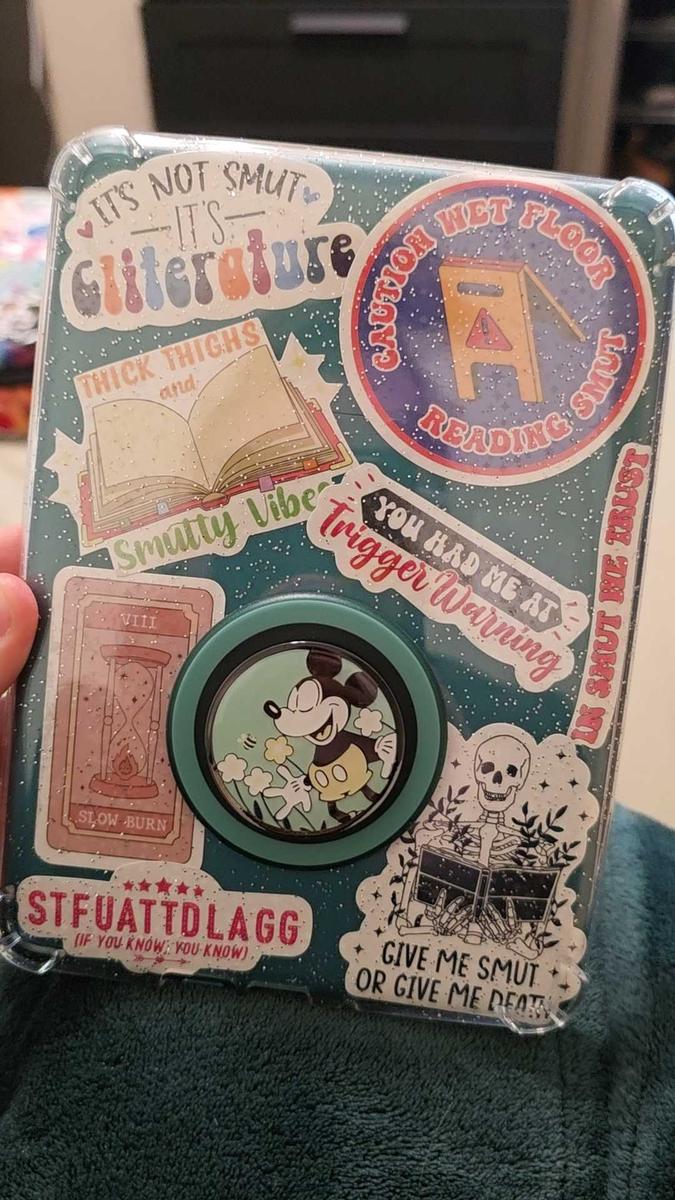 IT'S NOT SMUT
IT'S
Cliterature
CAUTION WET FLOOR
READING SMUT
THICK THIGHS
and
Smutty Vibes
YOU HAD ME AT
Trigger Warning
IN SMUT WE TRUST
VIII
SLOW BURN
STFUATTDLAGG
(IF YOU KNOW, YOU KNOW)
GIVE ME SMUT
OR GIVE ME DEATH